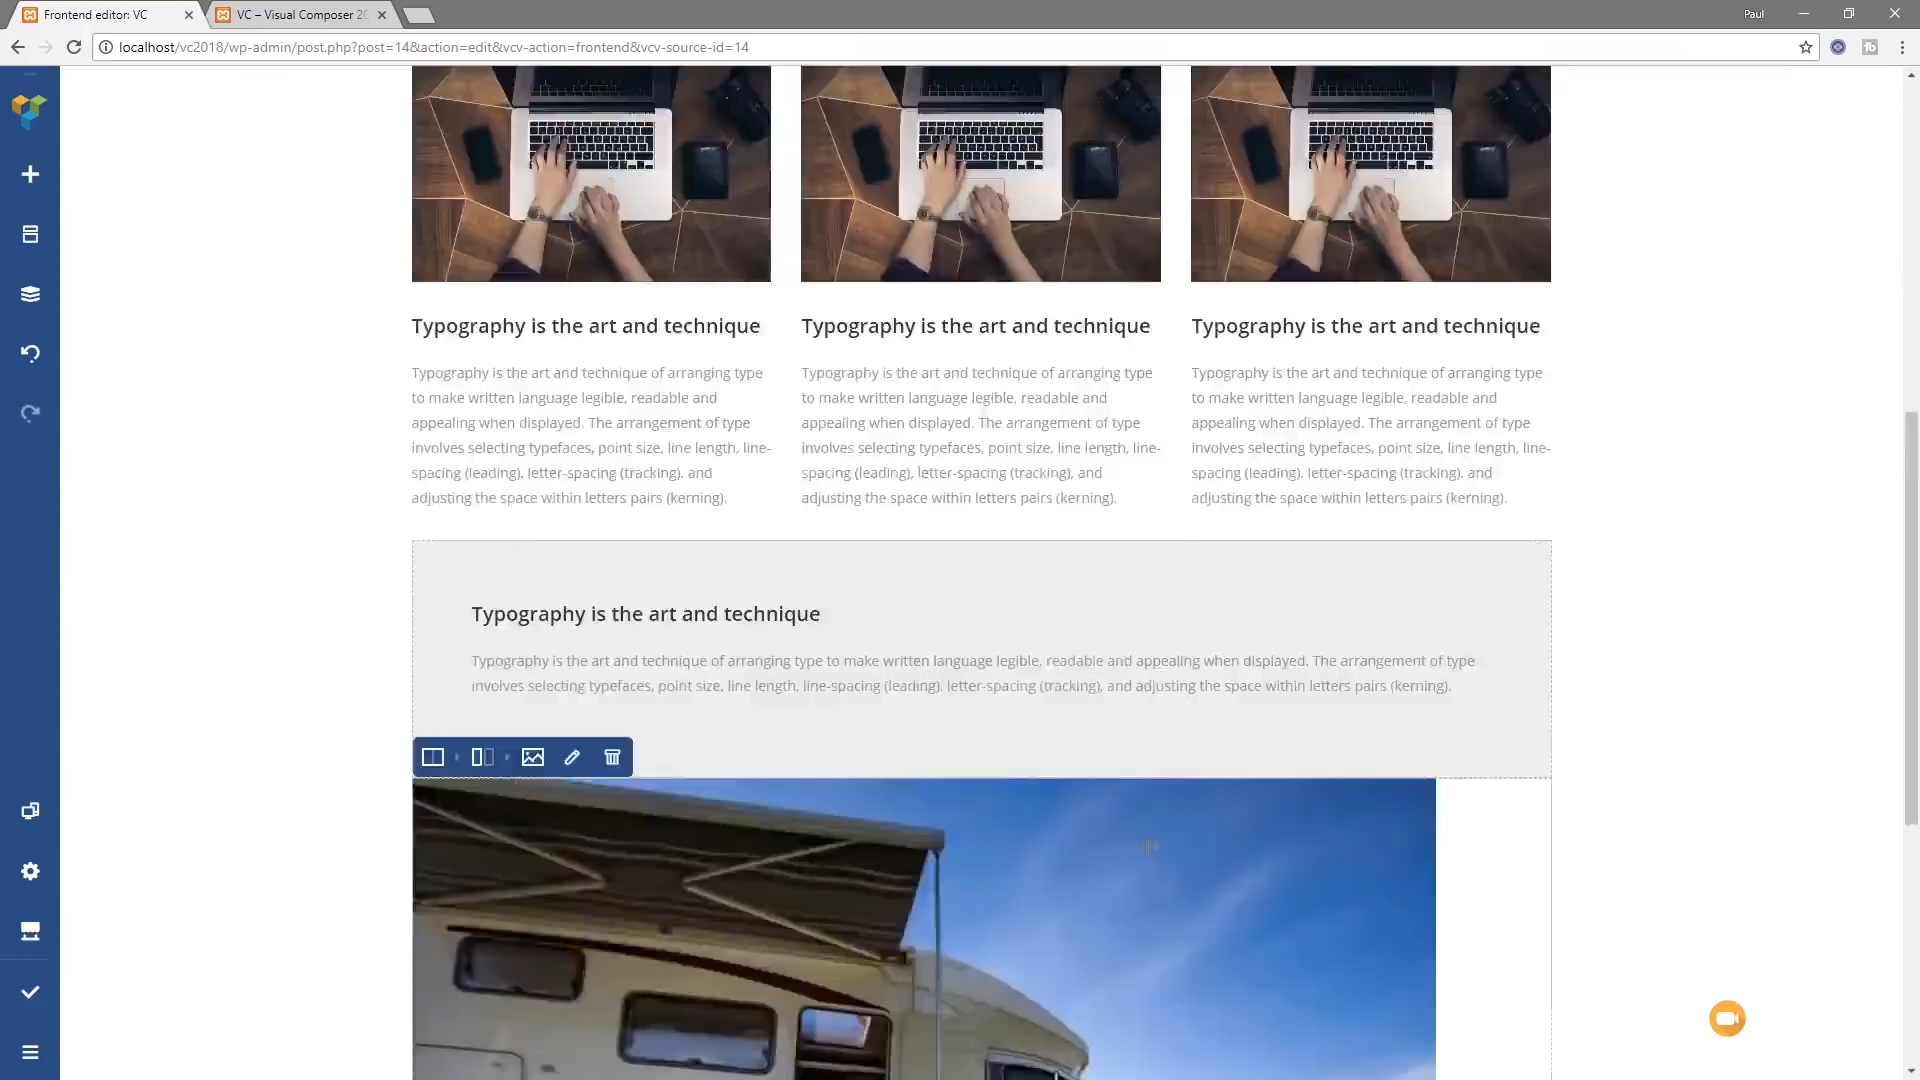 Frontend editor: VC
VC – Visual Composer 20
Paul
localhost/vc2018/wp-admin/post.php?post=14&action=edit&vcv-action=frontend&vcv-source-id=14
Typography is the art and technique
Typography is the art and technique of arranging type
to make written language legible, readable and
appealing when displayed. The arrangement of type
involves selecting typefaces, point size, line length, line-
spacing (leading), letter-spacing (tracking), and
adjusting the space within letters pairs (kerning).
Typography is the art and technique
Typography is the art and technique of arranging type
to make written language legible, readable and
appealing when displayed. The arrangement of type
involves selecting typefaces, point size, line length, line-
spacing (leading), letter-spacing (tracking), and
adjusting the space within letters pairs (kerning).
Typography is the art and technique
Typography is the art and technique of arranging type
to make written language legible, readable and
appealing when displayed. The arrangement of type
involves selecting typefaces, point size, line length, line-
spacing (leading), letter-spacing (tracking), and
adjusting the space within letters pairs (kerning).
Typography is the art and technique
Typography is the art and technique of arranging type to make written language legible, readable and appealing when displayed. The arrangement of type
involves selecting typefaces, point size, line length, line-spacing (leading), letter-spacing (tracking), and adjusting the space within letters pairs (kerning).